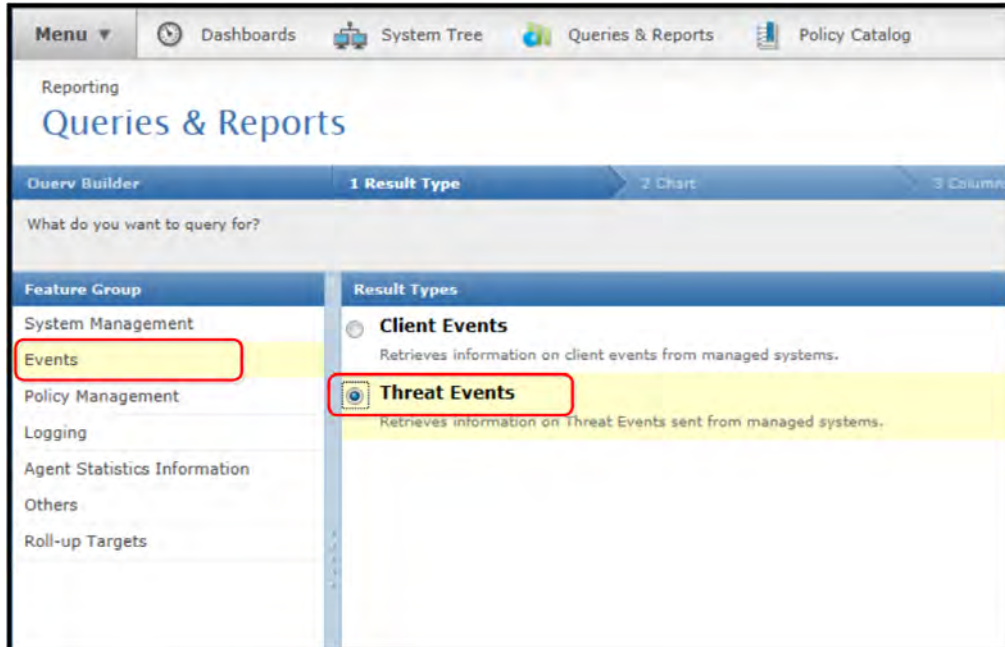 Menu ▼ Dashboards System Tree Queries & Reports Policy Catalog
Reporting
Queries & Reports
Query Builder 1 Result Type 2 Chart 3 Column
What do you want to query for?
Feature Group
System Management
Events
Policy Management
Logging
Agent Statistics Information
Others
Roll-up Targets
Result Types
Client Events
Retrieves information on client events from managed systems.
Threat Events
Retrieves information on Threat Events sent from managed systems.